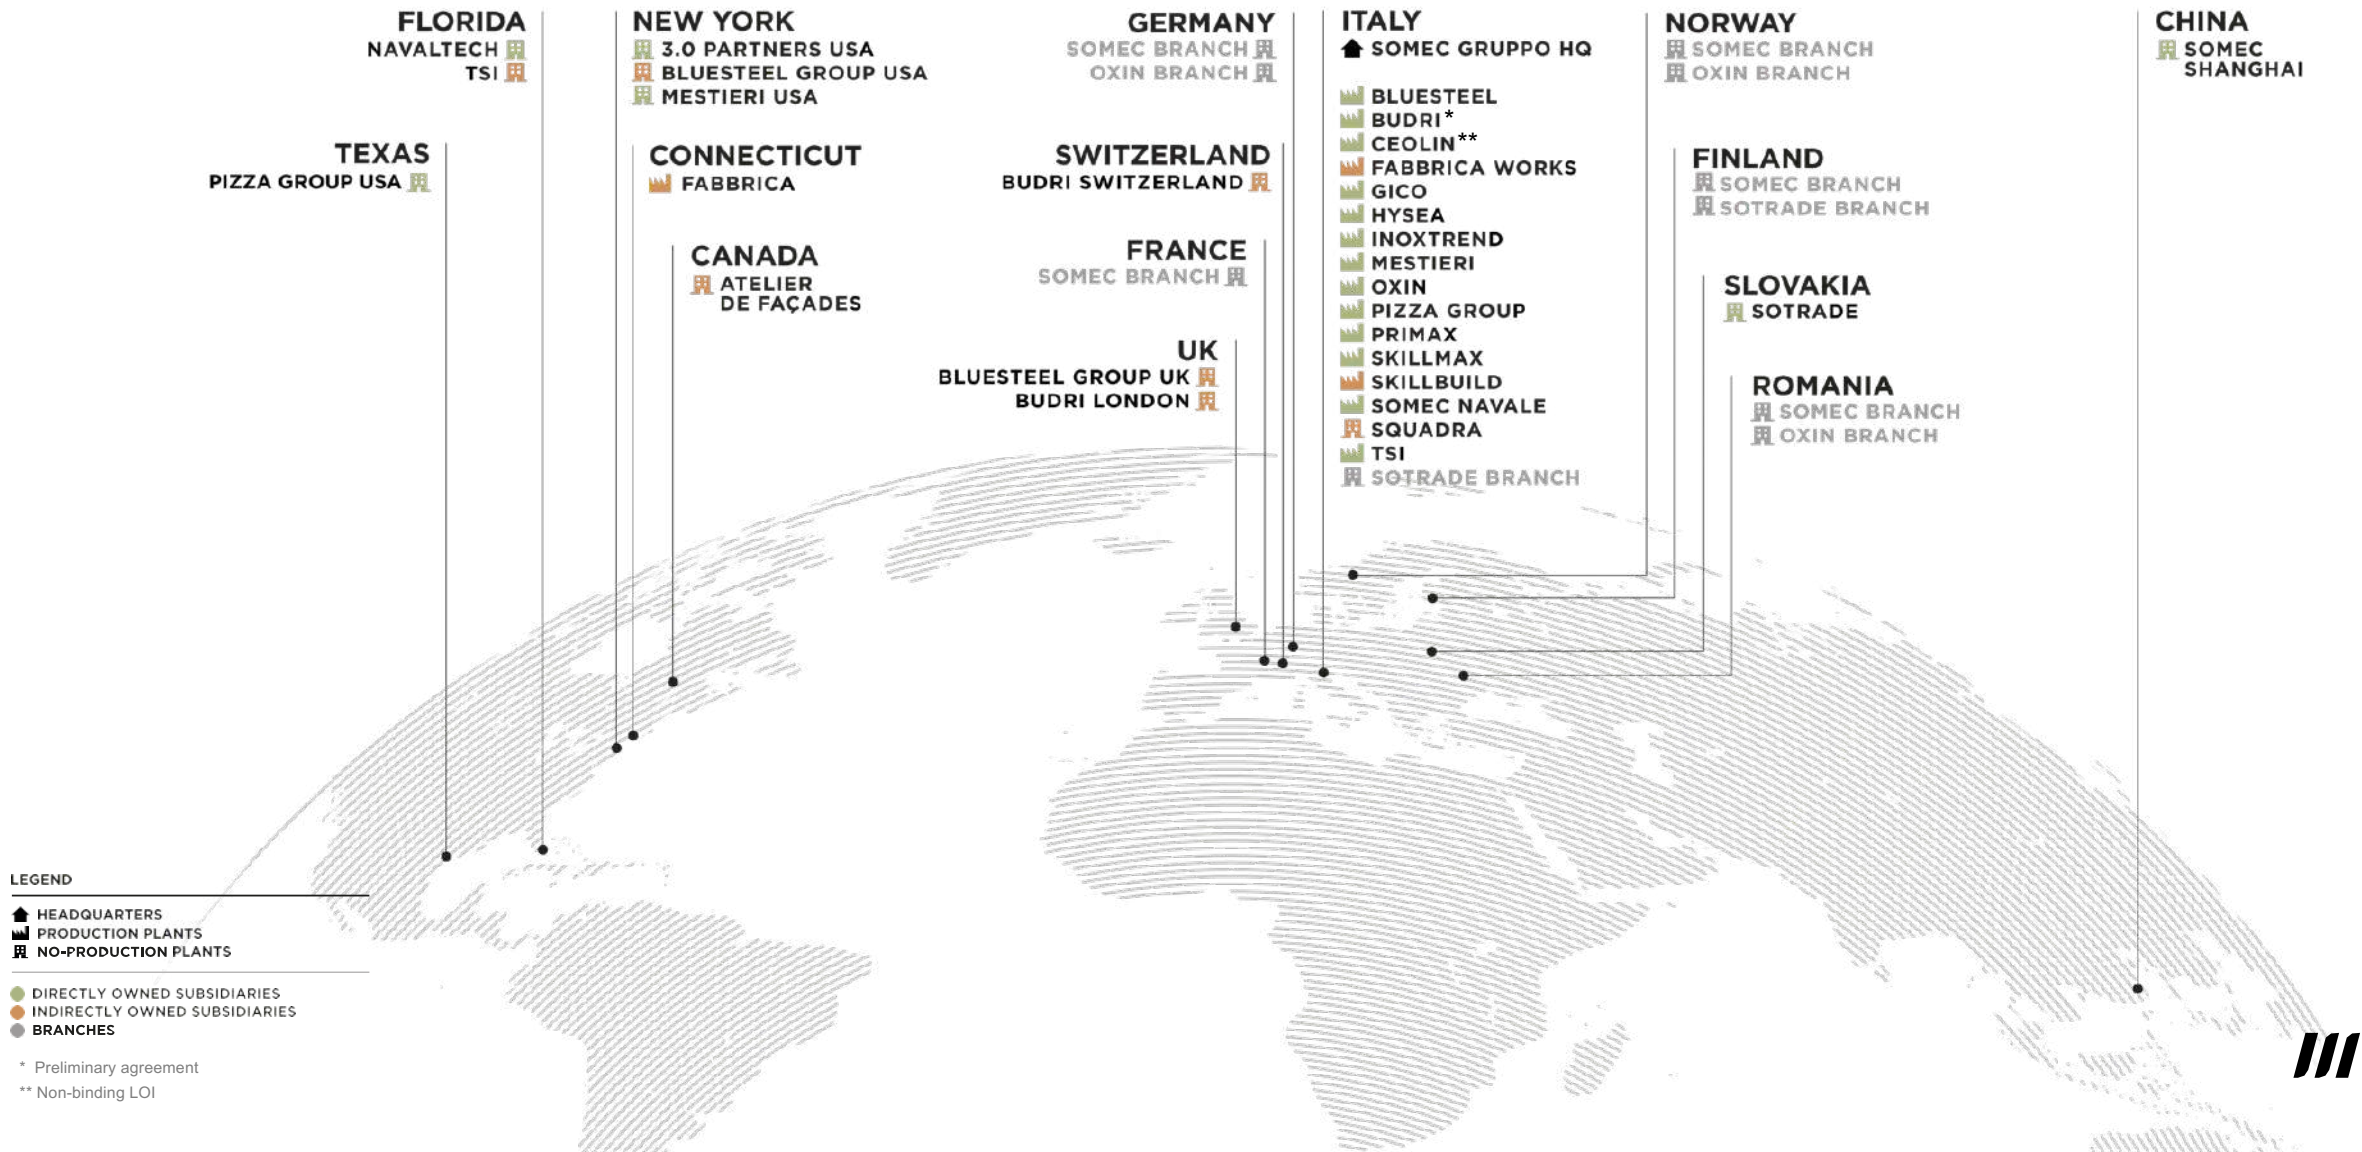 FLORIDA
NAVALTECH
TSI
NEW YORK
3.0 PARTNERS USA
BLUESTEEL GROUP USA
MESTIERI USA
TEXAS
PIZZA GROUP USA
CONNECTICUT
FABBRICA
CANADA
ATELIER
DE FAÇADES
GERMANY
SOMEC BRANCH
OXIN BRANCH
SWITZERLAND
BUDRI SWITZERLAND
FRANCE
SOMEC BRANCH
UK
BLUESTEEL GROUP UK
BUDRI LONDON
ITALY
SOMEC GRUPPO HQ
BLUESTEEL
BUDRI*
CEOLIN**
FABBRICA WORKS
GICO
HYSEA
INOXTREND
MESTIERI
OXIN
PIZZA GROUP
PRIMAX
SKILLMAX
SKILLBUILD
SOMEC NAVALE
SQUADRA
TSI
SOTRADE BRANCH
NORWAY
SOMEC BRANCH
OXIN BRANCH
FINLAND
SOMEC BRANCH
SOTRADE BRANCH
SLOVAKIA
SOTRADE
ROMANIA
SOMEC BRANCH
OXIN BRANCH
CHINA
SOMEC
SHANGHAI
LEGEND
HEADQUARTERS
PRODUCTION PLANTS
NO-PRODUCTION PLANTS
DIRECTLY OWNED SUBSIDIARIES
INDIRECTLY OWNED SUBSIDIARIES
BRANCHES
* Preliminary agreement
** Non-binding LOI